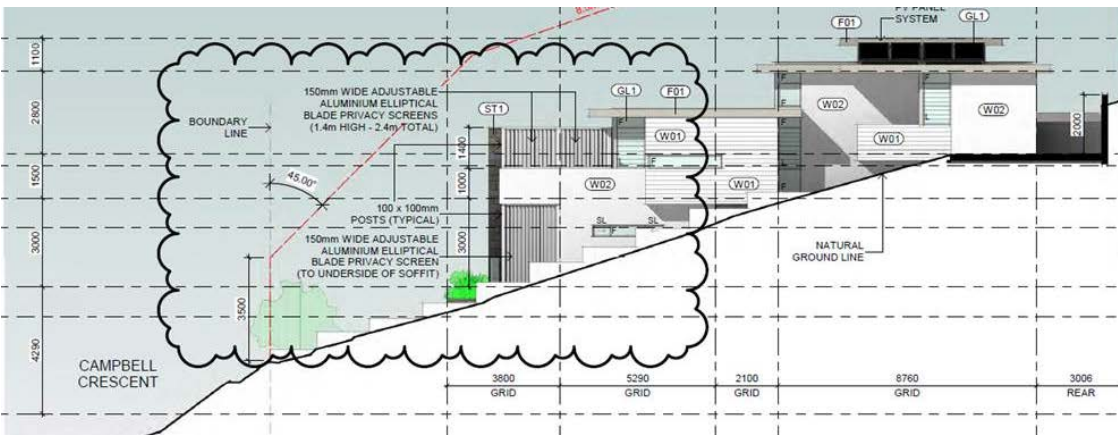 8.0
PV PANEL
SYSTEM
F01
GL1
1100
2800
1500
3000
4290
BOUNDARY
LINE
150mm WIDE ADJUSTABLE
ALUMINIUM ELLIPTICAL
BLADE PRIVACY SCREENS
(1.4m HIGH - 2.4m TOTAL)
ST1
GL1
F01
W01
W02
W02
W01
2000
F
F
F
F
F
F
1400
1000
3000
45.00°
100 x 100mm
POSTS (TYPICAL)
W02
W01
SL
SL
F
150mm WIDE ADJUSTABLE
ALUMINIUM ELLIPTICAL
BLADE PRIVACY SCREEN
(TO UNDERSIDE OF SOFFIT)
NATURAL
GROUND LINE
3500
CAMPBELL
CRESCENT
3800
GRID
5290
GRID
2100
GRID
8760
GRID
3006
REAR